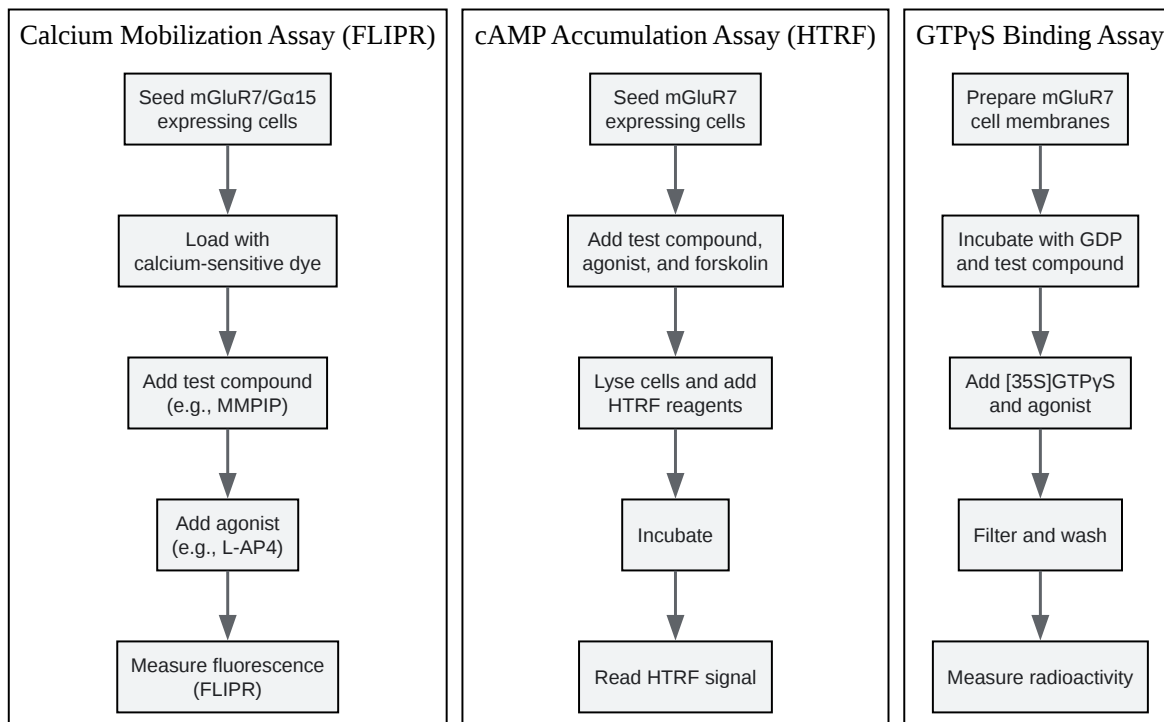 Calcium Mobilization Assay (FLIPR)
Seed mGluR7/Gα15
expressing cells
Load with
calcium-sensitive dye
Add test compound
(e.g., MMPIP)
Add agonist
(e.g., L-AP4)
Measure fluorescence
(FLIPR)
cAMP Accumulation Assay (HTRF)
Seed mGluR7
expressing cells
Add test compound,
agonist, and forskolin
Lyse cells and add
HTRF reagents
Incubate
Read HTRF signal
GTPγS Binding Assay
Prepare mGluR7
cell membranes
Incubate with GDP
and test compound
Add [35S]GTPγS
and agonist
Filter and wash
Measure radioactivity